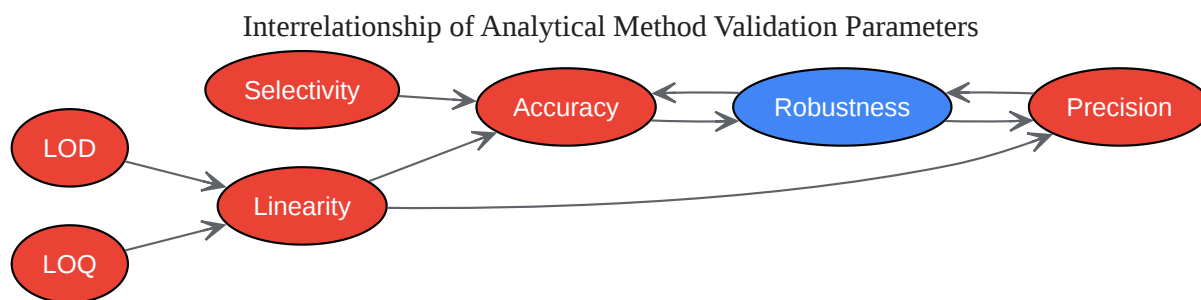 Interrelationship of Analytical Method Validation Parameters
Selectivity
Accuracy
Robustness
Precision
LOD
Linearity
LOQ